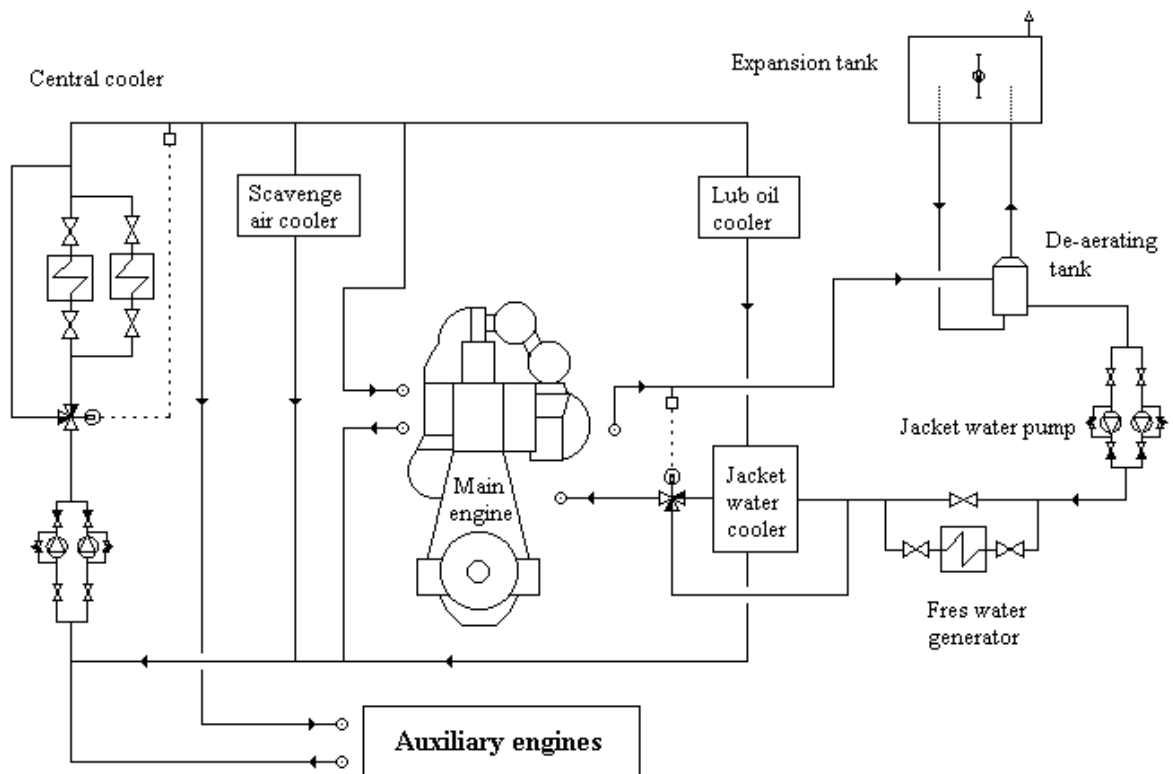 Expansion tank
Central cooler
Scavenge
air cooler
Lub oil
cooler
De-aerating
tank
Jacket water pump
Main
engine
Jacket
water
cooler
Fres water
generator
Auxiliary engines